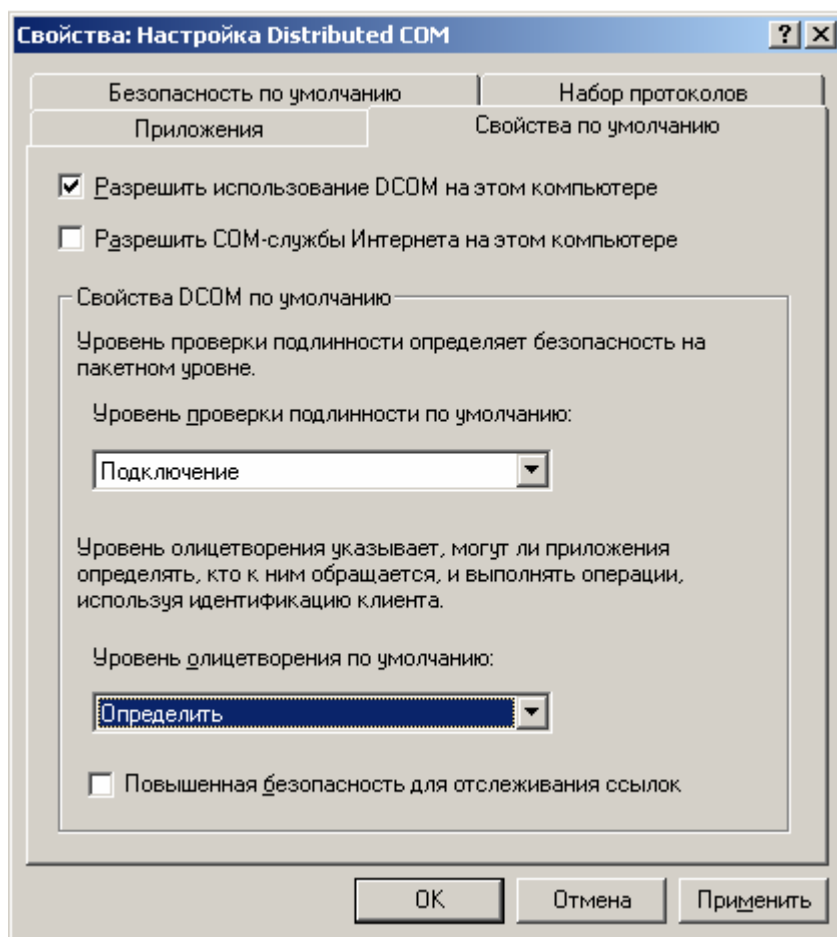 Свойства: Настройка Distributed COM
Безопасность по умолчанию
Набор протоколов
Приложения
Свойства по умолчанию
Разрешить использование DCOM на этом компьютере
Разрешить COM-службы Интернета на этом компьютере
Свойства DCOM по умолчанию
Уровень проверки подлинности определяет безопасность на
пакетном уровне.
Уровень проверки подлинности по умолчанию:
Подключение
Уровень олицетворения указывает, могут ли приложения
определять, кто к ним обращается, и выполнять операции,
используя идентификацию клиента.
Уровень олицетворения по умолчанию:
Определить
Повышенная безопасность для отслеживания ссылок
OK
Отмена
Применить